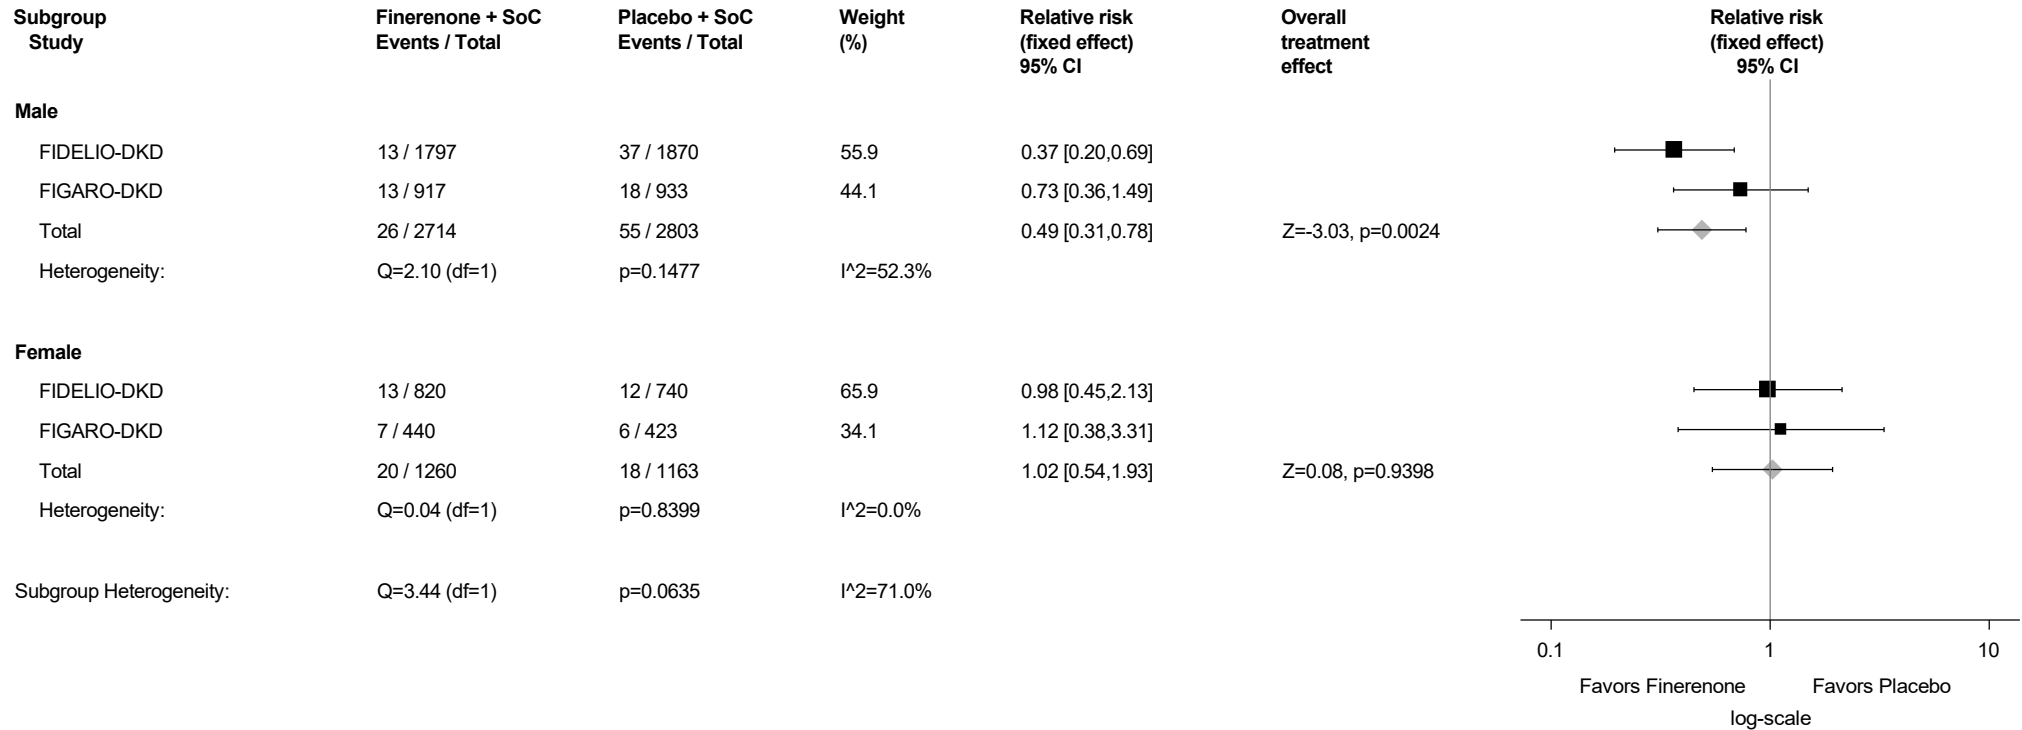 Subgroup Finerenone + SoC Placebo + SoC Weight Relative risk Overall Relative risk
Study Events / Total Events / Total (%) (fixed effect) treatment (fixed effect)
95% CI effect 95% CI
Male
FIDELIO-DKD 13 / 1797 37 / 1870 55.9 0.37 [0.20,0.69]
FIGARO-DKD 13 / 917 18 / 933 44.1 0.73 [0.36,1.49]
Total 26 / 2714 55 / 2803 0.49 [0.31,0.78] Z=-3.03, p=0.0024
Heterogeneity: Q=2.10 (df=1) p=0.1477 I^2=52.3%
Female
FIDELIO-DKD 13 / 820 12 / 740 65.9 0.98 [0.45,2.13]
FIGARO-DKD 7 / 440 6 / 423 34.1 1.12 [0.38,3.31]
Total 20 / 1260 18 / 1163 1.02 [0.54,1.93] Z=0.08, p=0.9398
Heterogeneity: Q=0.04 (df=1) p=0.8399 I^2=0.0%
Subgroup Heterogeneity: Q=3.44 (df=1) p=0.0635 I^2=71.0%
0.1 1 10
Favors Finerenone Favors Placebo
log-scale